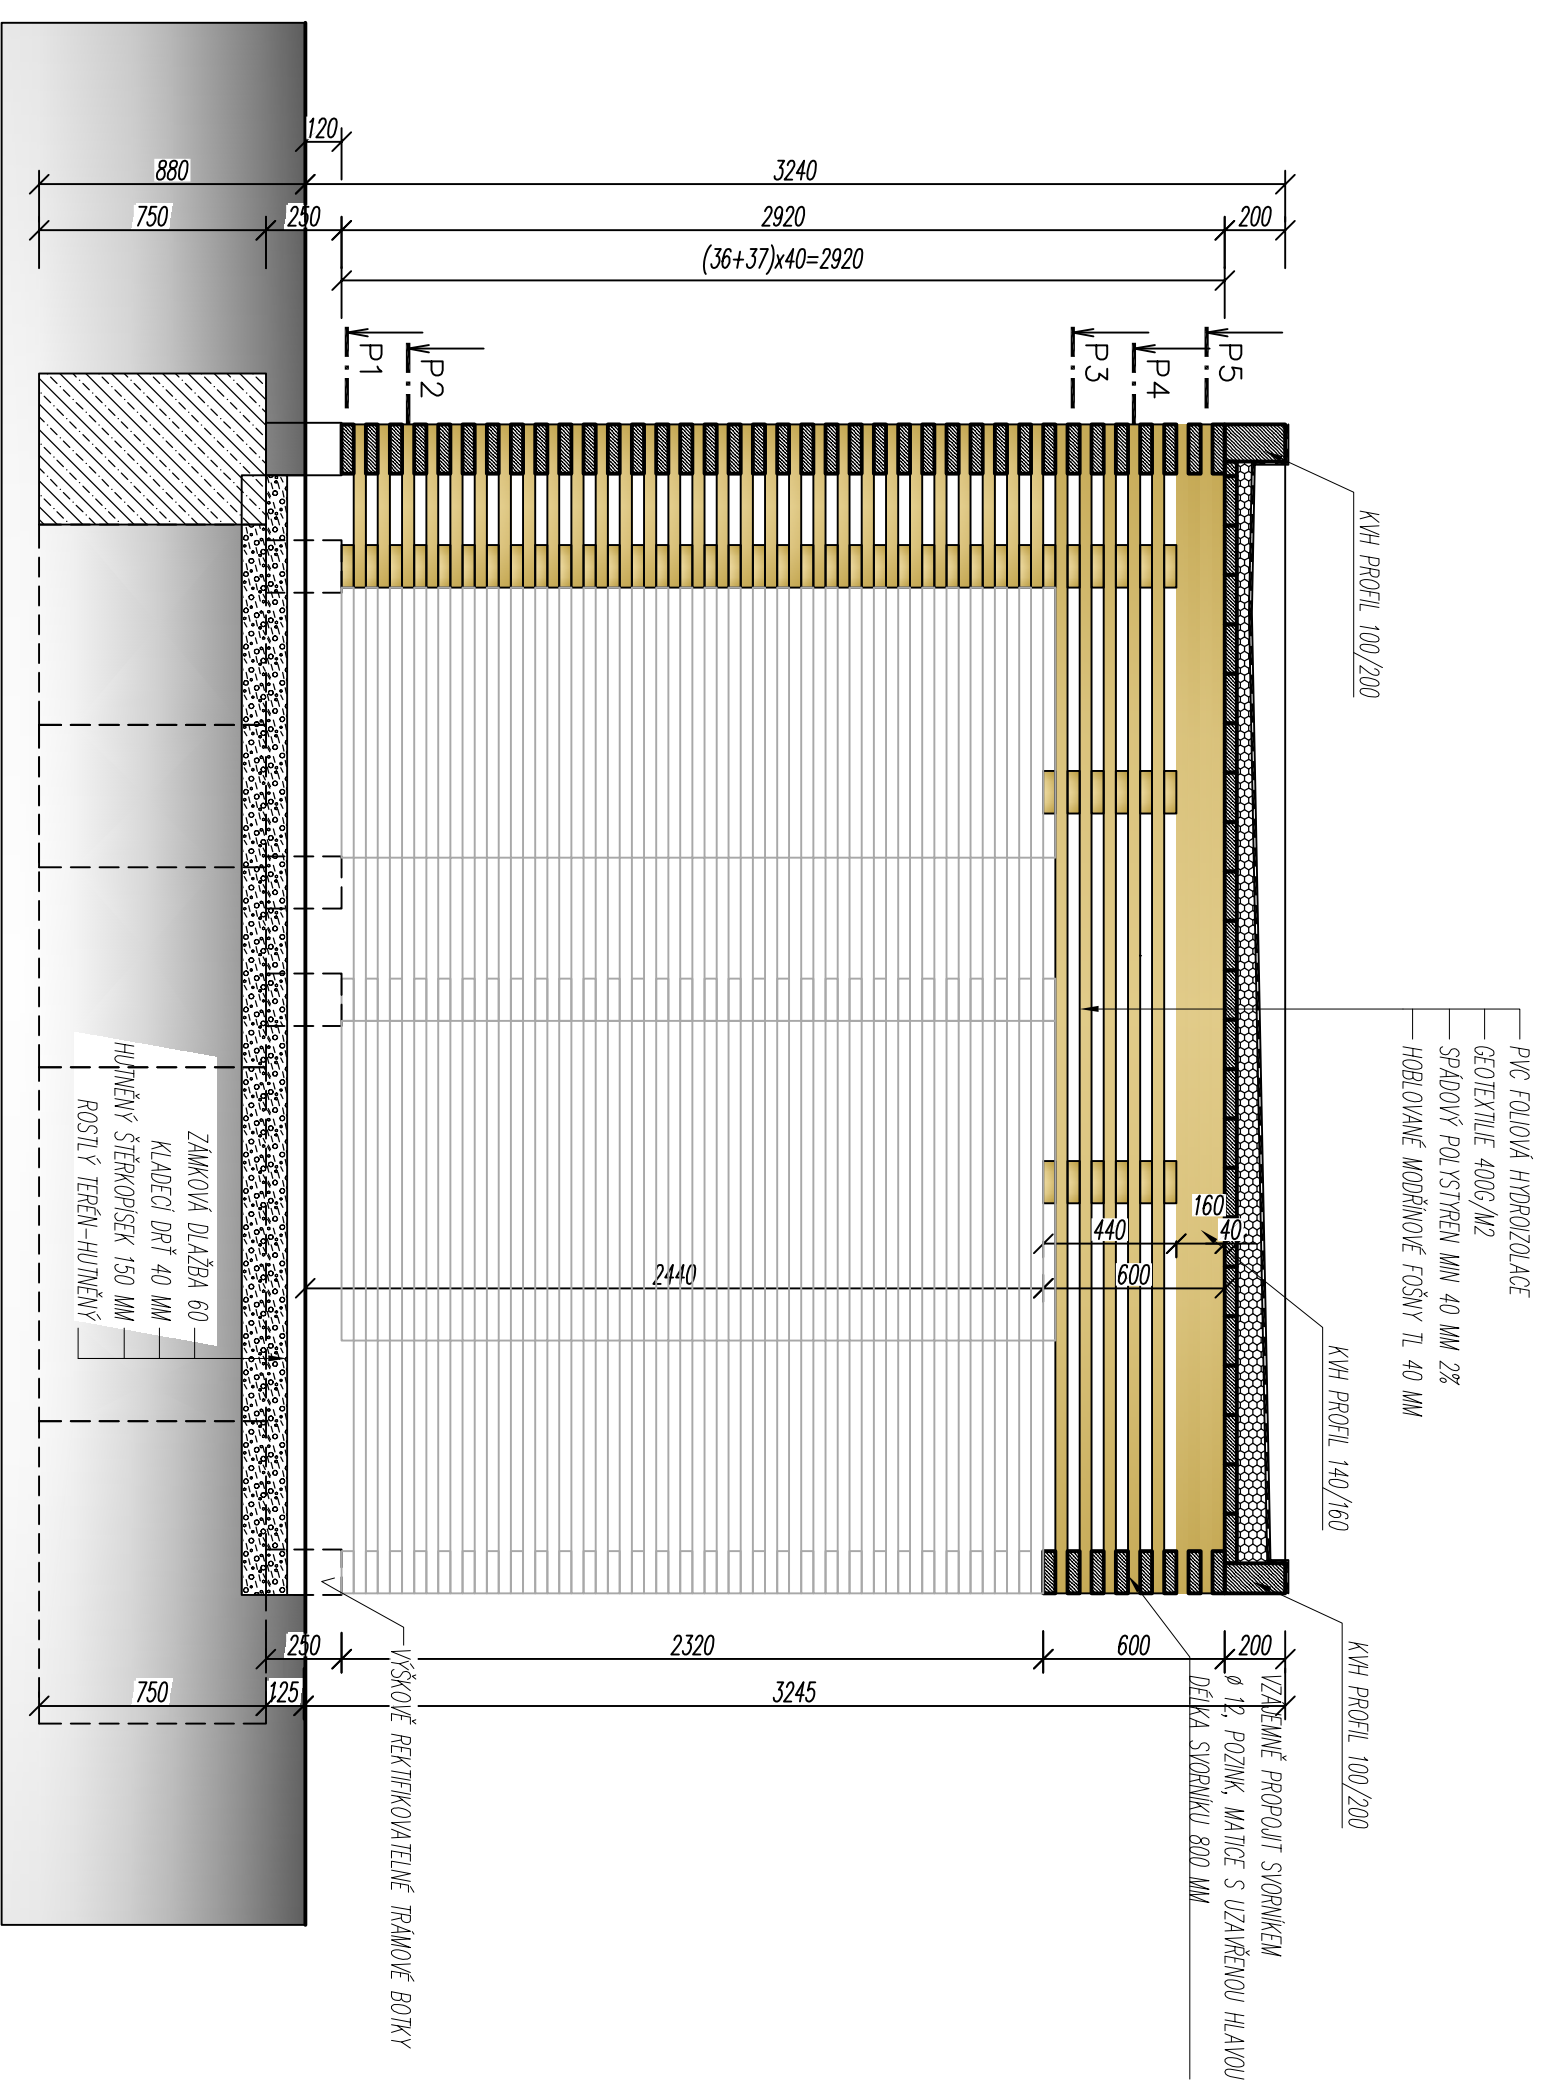 PVC FOLIOVÁ HYDROIZOLACE
GEOTEXTILIE 400G/M2
SPÁDOVÝ POLYSTYREN MIN 40 MM 2%
HOBLOVANÉ MODŘÍNOVÉ FOŠNY TL 40 MM
KVH PROFIL 100/200
KVH PROFIL 140/160
KVH PROFIL 100/200
VZÁJEMNĚ PROPOJIT SVORNÍKEM
ø 12, POZINK, MATICE S UZAVŘENOU HLAVOU
DÉLKA SVORNÍKU 800 MM
VÝŠKOVĚ REKTIFIKOVATELNÉ TRÁMOVÉ BOTKY
ZÁMKOVÁ DLAŽBA 60
KLADECÍ DRŤ 40 MM
HUTNĚNÝ ŠTĚRKOPÍSEK 150 MM
ROSTLÝ TERÉN-HUTNĚNÝ
P5
P4
P3
P2
P1
120
3240
880
200
2920
250
750
(36+37)x40=2920
160
40
440
600
2440
200
600
2320
250
3245
125
750